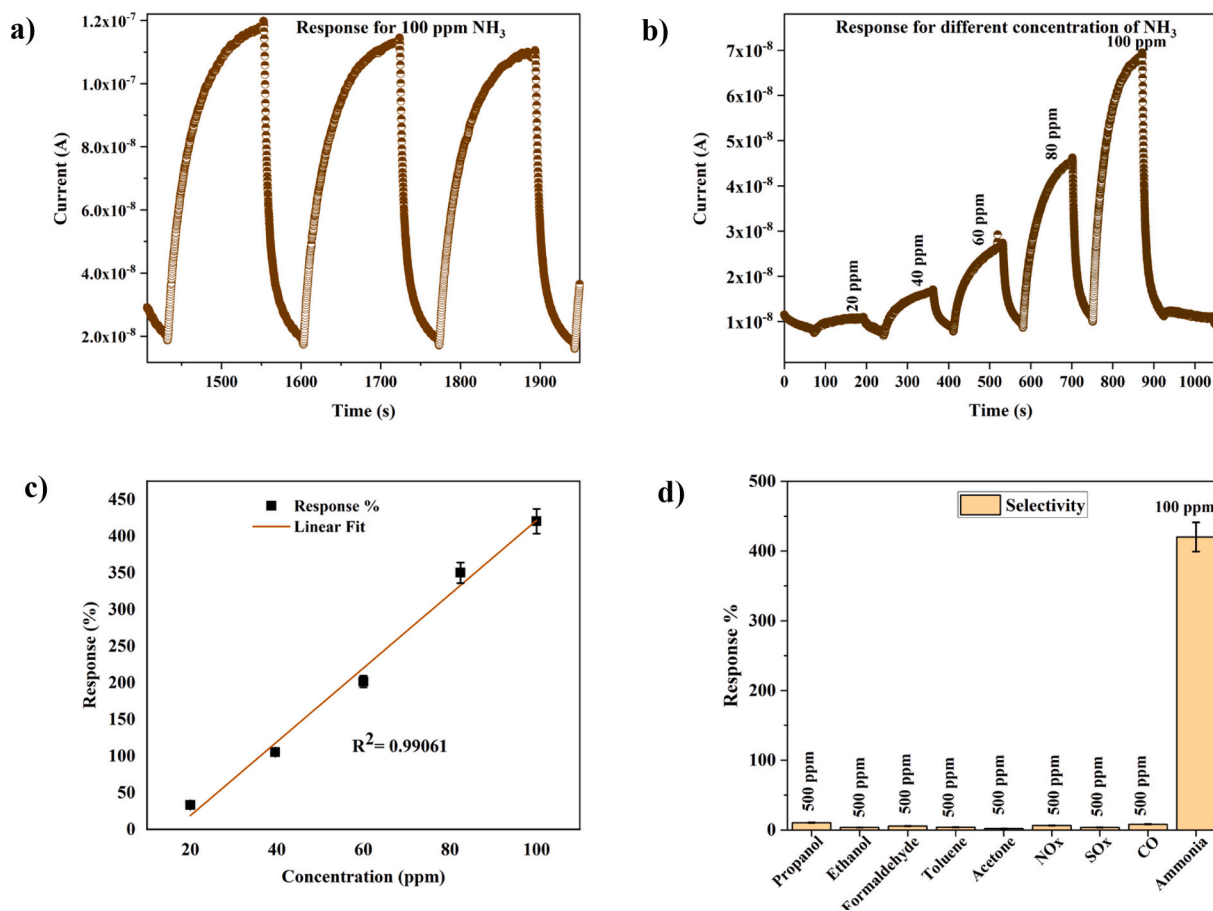 a)
Response for 100 ppm NH₃
1.2x10⁻⁷
1.0x10⁻⁷
8.0x10⁻⁸
6.0x10⁻⁸
4.0x10⁻⁸
2.0x10⁻⁸
Current (A)
1500 1600 1700 1800 1900
Time (s)
b)
Response for different concentration of NH₃
7x10⁻⁸
6x10⁻⁸
5x10⁻⁸
4x10⁻⁸
3x10⁻⁸
2x10⁻⁸
1x10⁻⁸
Current (A)
20 ppm
40 ppm
60 ppm
80 ppm
100 ppm
0 100 200 300 400 500 600 700 800 900 1000
Time (s)
c)
Response %
Linear Fit
450
400
350
300
250
200
150
100
50
0
Response (%)
R²= 0.99061
20 40 60 80 100
Concentration (ppm)
d)
Selectivity
500
400
300
200
100
0
Response %
500 ppm
500 ppm
500 ppm
500 ppm
500 ppm
500 ppm
500 ppm
500 ppm
100 ppm
Propanol
Ethanol
Formaldehyde
Toluene
Acetone
NOx
SOx
CO
Ammonia